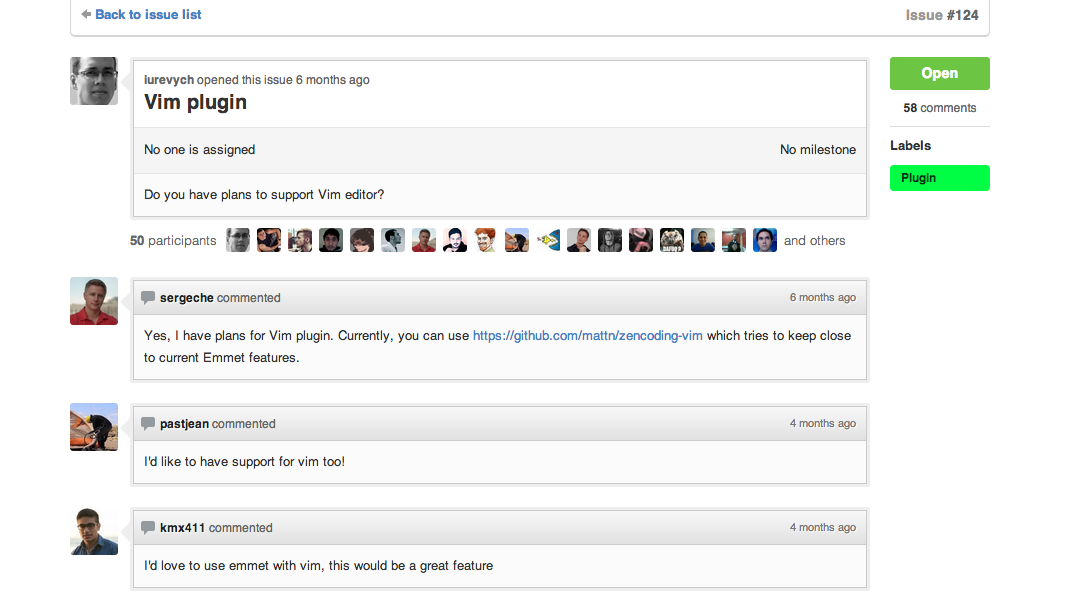 Back to issue list
Issue #124
iurevych opened this issue 6 months ago
Vim plugin
Open
58 comments
No one is assigned
No milestone
Labels
Plugin
Do you have plans to support Vim editor?
50 participants
and others
sergeche commented
6 months ago
Yes, I have plans for Vim plugin. Currently, you can use https://github.com/mattn/zencoding-vim which tries to keep close
to current Emmet features.
pastjean commented
4 months ago
I'd like to have support for vim too!
kmx411 commented
4 months ago
I'd love to use emmet with vim, this would be a great feature